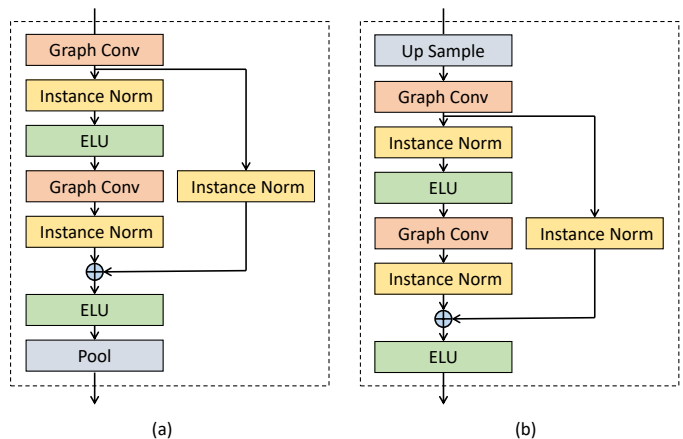 Graph Conv
Instance Norm
ELU
Graph Conv
Instance Norm
Instance Norm
ELU
Pool
(a)
Up Sample
Graph Conv
Instance Norm
ELU
Graph Conv
Instance Norm
Instance Norm
ELU
(b)